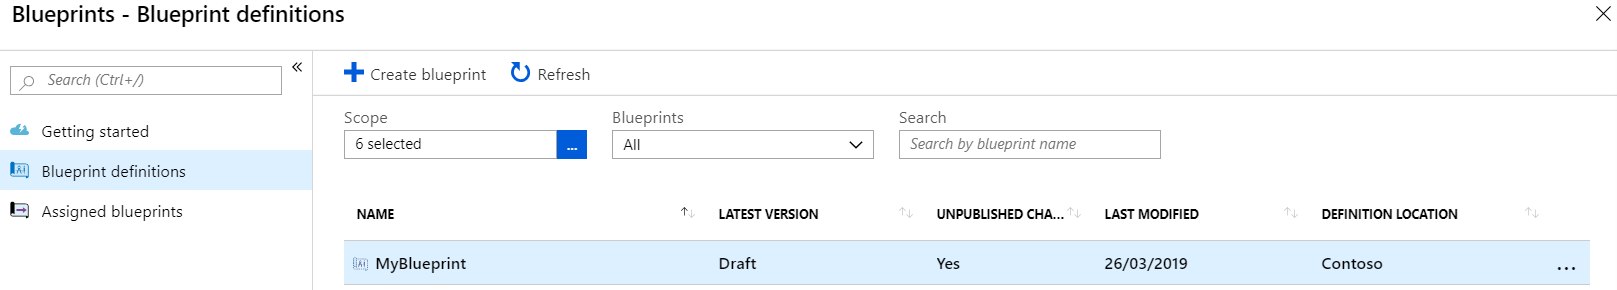 Blueprints - Blueprint definitions
Search (Ctrl+/)
Getting started
Blueprint definitions
Assigned blueprints
Create blueprint Refresh
Scope Blueprints Search
6 selected ... All Search by blueprint name
NAME LATEST VERSION UNPUBLISHED CHA... LAST MODIFIED DEFINITION LOCATION
MyBlueprint Draft Yes 26/03/2019 Contoso ...